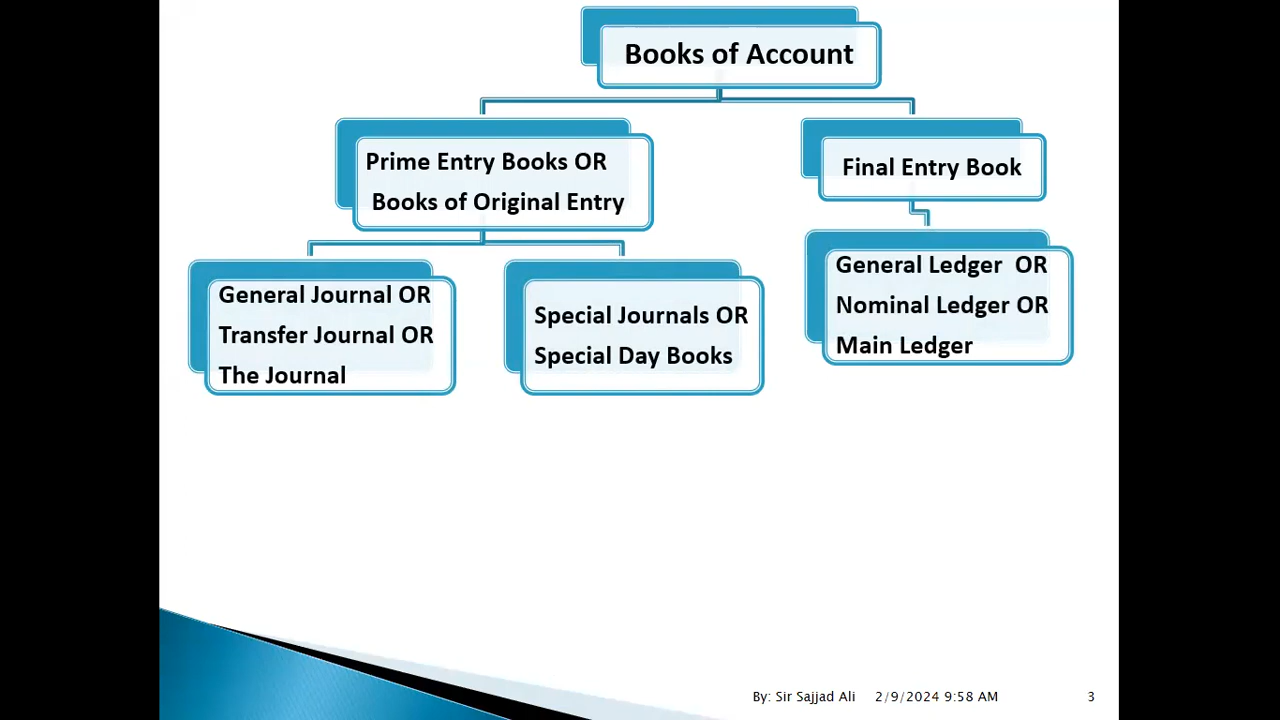 Books of Account
Prime Entry Books OR
Books of Original Entry
Final Entry Book
General Journal OR
Transfer Journal OR
The Journal
Special Journals OR
Special Day Books
General Ledger OR
Nominal Ledger OR
Main Ledger
By: Sir Sajjad Ali 2/9/2024 9:58 AM 3